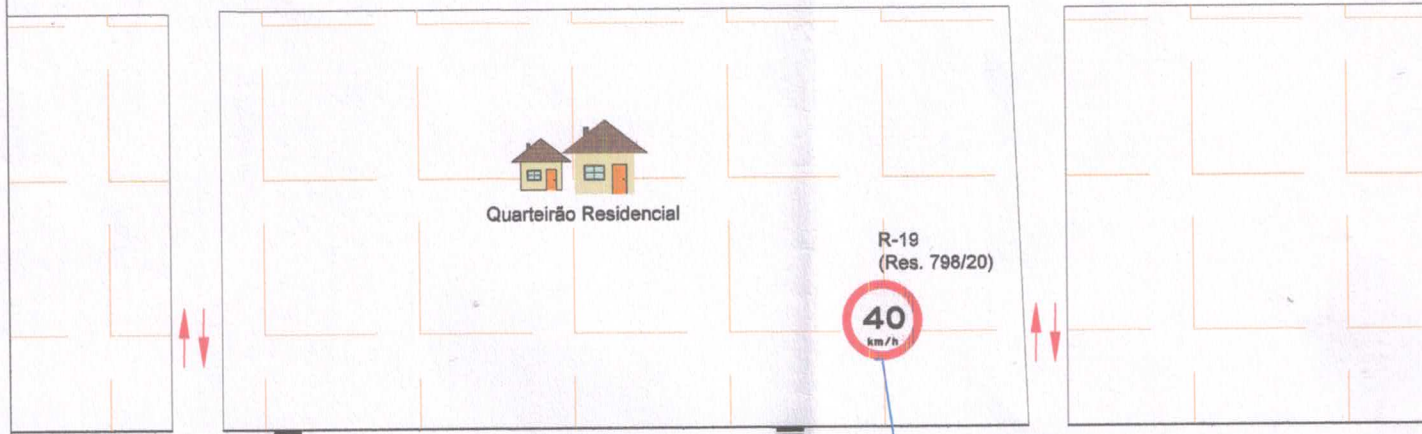 Quarteirão Residencial
R-19
(Res. 798/20)
40
km/h